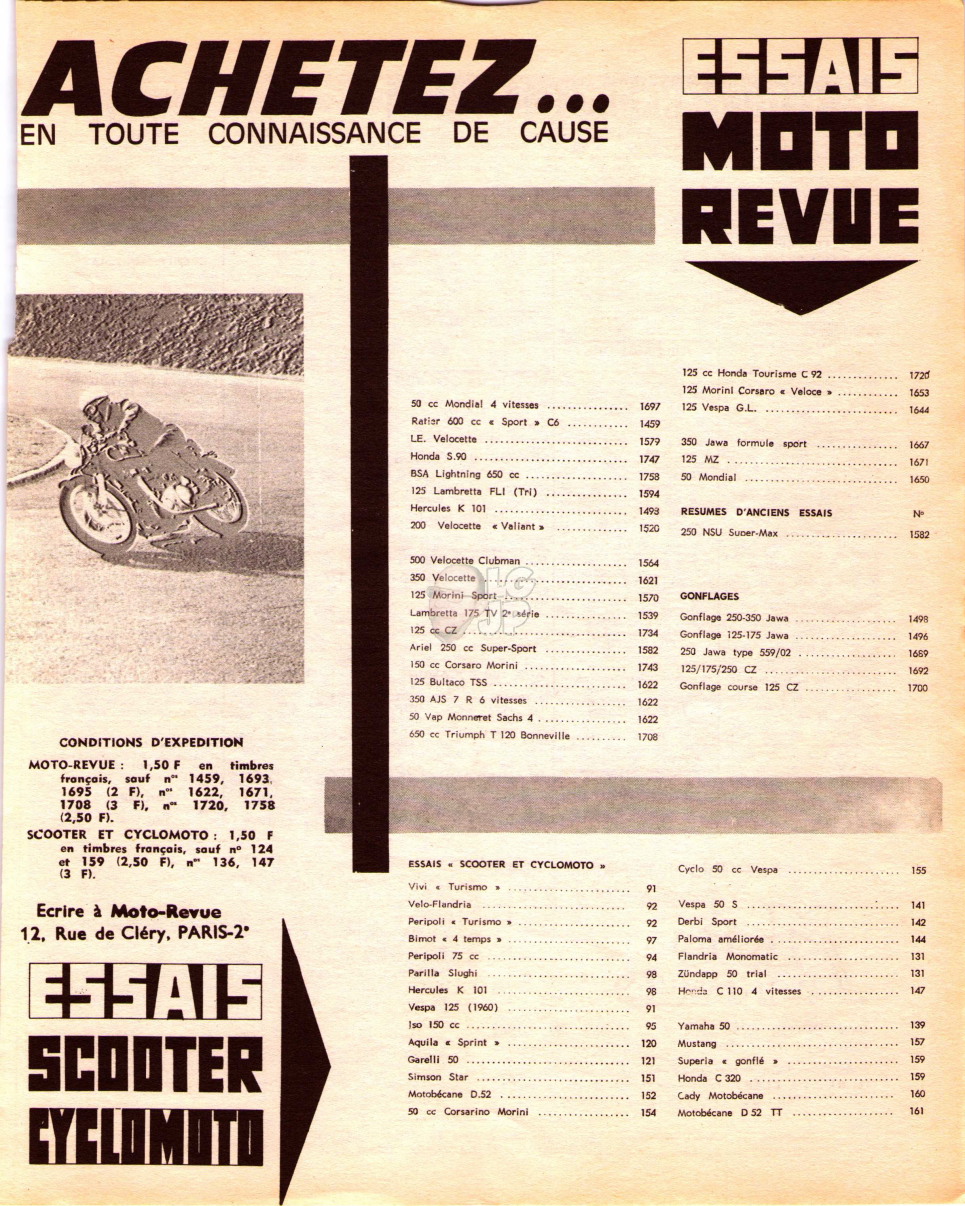 ACHETEZ...
EN TOUTE CONNAISSANCE DE CAUSE
ESSAIS
MOTO
REVUE
50 cc Mondial 4 vitesses ................ 1697
Ratier 600 cc « Sport » C6 ............ 1459
LE. Velocette ............................ 1579
Honda S.90 ................................ 1747
BSA Lightning 650 cc .................... 1758
125 Lambretta FLI (Tri) ................ 1594
Hercules K 101 ............................ 1493
200 Velocette « Valiant » .............. 1520
500 Velocette Clubman .................. 1564
350 Velocette ............................ 1621
125 Morini Sport ........................ 1570
Lambretta 175 TV 2e série .............. 1539
125 cc CZ .................................. 1734
Ariel 250 cc Super-Sport ................ 1582
150 cc Corsaro Morini .................... 1743
125 Bultaco TSS .......................... 1622
350 AJS 7 R 6 vitesses .................. 1622
50 Vap Monneret Sachs 4 ................ 1622
650 cc Triumph T 120 Bonneville .......... 1708
125 cc Honda Tourisme C 92 .............. 1720
125 Morini Corsaro « Veloce » ............ 1653
125 Vespa G.L. ............................ 1644
350 Jawa formule sport .................. 1667
125 MZ .................................... 1671
50 Mondial ................................ 1650
RESUMES D'ANCIENS ESSAIS N°
250 NSU Super-Max ........................ 1582
GONFLAGES
Gonflage 250-350 Jawa .................... 1498
Gonflage 125-175 Jawa .................... 1496
250 Jawa type 559/02 .................... 1689
125/175/250 CZ ............................ 1692
Gonflage course 125 CZ .................. 1700
LG
JP
CONDITIONS D'EXPEDITION
MOTO-REVUE : 1,50 F en timbres
français, sauf nos 1459, 1693,
1695 (2 F), nos 1622, 1671,
1708 (3 F), nos 1720, 1758
(2,50 F).
SCOOTER ET CYCLOMOTO : 1,50 F
en timbres français, sauf no 124
et 159 (2,50 F), nos 136, 147
(3 F).
Ecrire à Moto-Revue
12, Rue de Cléry, PARIS-2e
ESSAIS
SCOOTER
CYCLOMOTO
ESSAIS « SCOOTER ET CYCLOMOTO »
Vivi « Turismo » .......................... 91
Velo-Flandria .............................. 92
Peripoli « Turismo » ...................... 92
Bimot « 4 temps » .......................... 97
Peripoli 75 cc .............................. 94
Parilla Slughi .............................. 98
Hercules K 101 .............................. 98
Vespa 125 (1960) .......................... 91
Iso 150 cc .................................. 95
Aquila « Sprint » .......................... 120
Garelli 50 .................................. 121
Simson Star ................................ 151
Motobécane D.52 ............................ 152
50 cc Corsarino Morini .................... 154
Cyclo 50 cc Vespa ........................ 155
Vespa 50 S ................................ 141
Derbi Sport ................................ 142
Paloma améliorée .......................... 144
Flandria Monomatic ........................ 131
Zündapp 50 trial .......................... 131
Honda C 110 4 vitesses .................... 147
Yamaha 50 .................................. 139
Mustang .................................... 157
Superia « gonflé » ........................ 159
Honda C 320 ................................ 159
Cady Motobécane .......................... 160
Motobécane D 52 TT ........................ 161